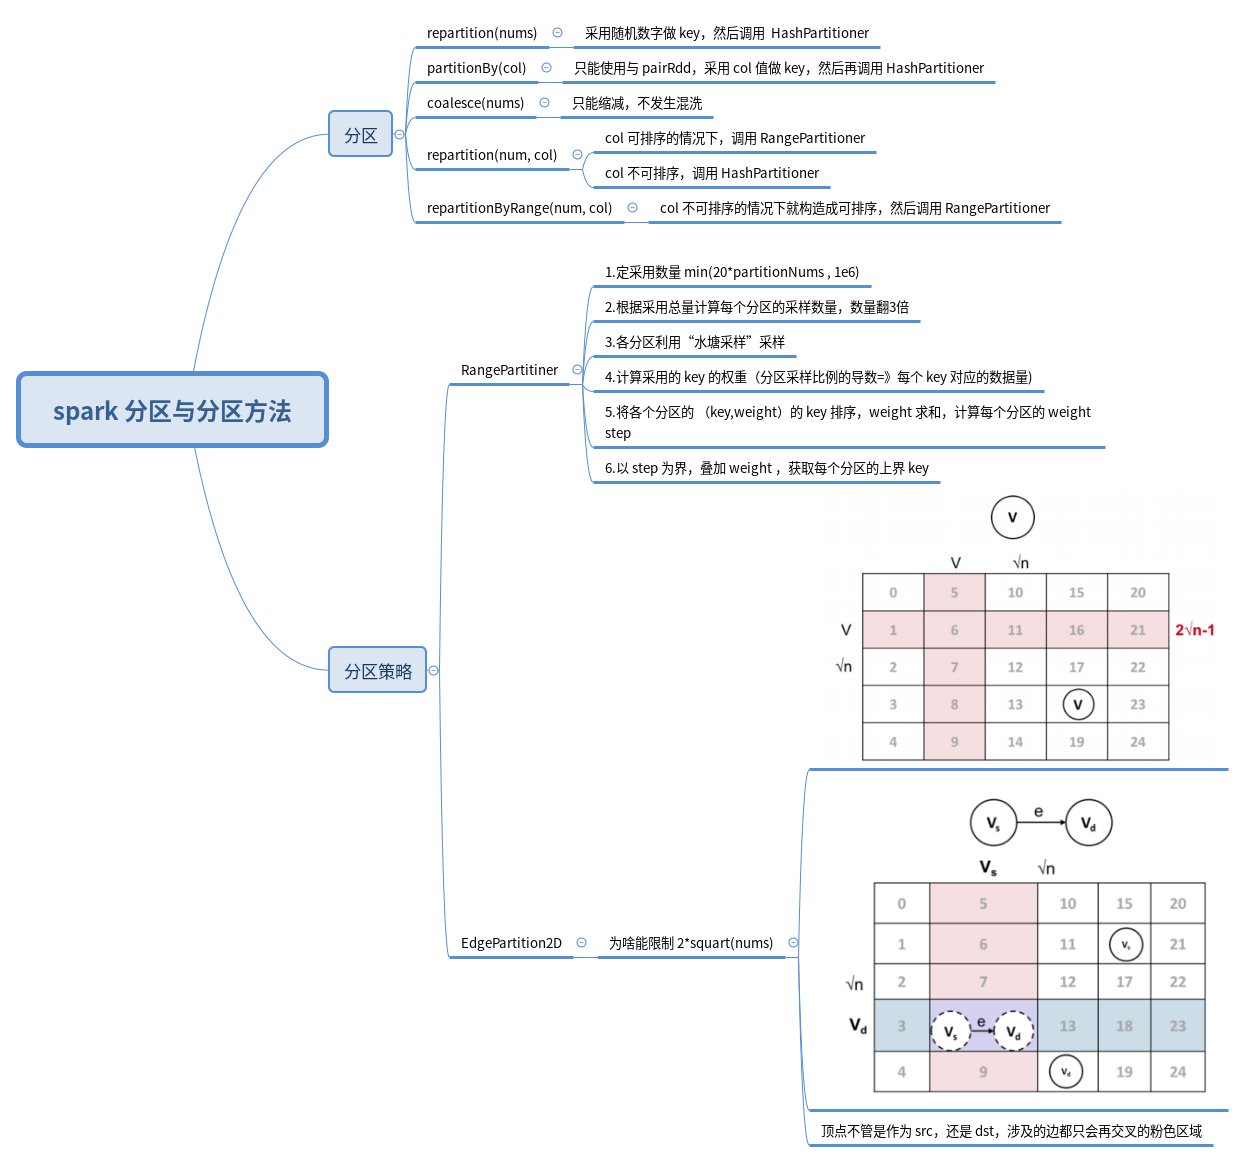 spark 分区与分区方法
分区
repartition(nums)
采用随机数字做 key，然后调用 HashPartitioner
partitionBy(col)
只能使用与 pairRdd，采用 col 值做 key，然后再调用 HashPartitioner
coalesce(nums)
只能缩减，不发生混洗
repartition(num, col)
col 可排序的情况下，调用 RangePartitioner
col 不可排序，调用 HashPartitioner
repartitionByRange(num, col)
col 不可排序的情况下就构造成可排序，然后调用 RangePartitioner
分区策略
RangePartitiner
1.定采用数量 min(20*partitionNums , 1e6)
2.根据采用总量计算每个分区的采样数量，数量翻3倍
3.各分区利用“水塘采样”采样
4.计算采用的 key 的权重（分区采样比例的导数=》每个 key 对应的数据量)
5.将各个分区的 （key,weight）的 key 排序，weight 求和，计算每个分区的 weight
step
6.以 step 为界，叠加 weight ，获取每个分区的上界 key
EdgePartition2D
为啥能限制 2*squart(nums)
V
V √n
0 5 10 15 20
V 1 6 11 16 21 2√n-1
√n 2 7 12 17 22
3 8 13 V 23
4 9 14 19 24
Vs e Vd
Vs √n
0 5 10 15 20
1 6 11 Vs 21
√n 2 7 12 17 22
Vd 3 Vs e Vd 13 18 23
4 9 Vd 19 24
顶点不管是作为 src，还是 dst，涉及的边都只会再交叉的粉色区域